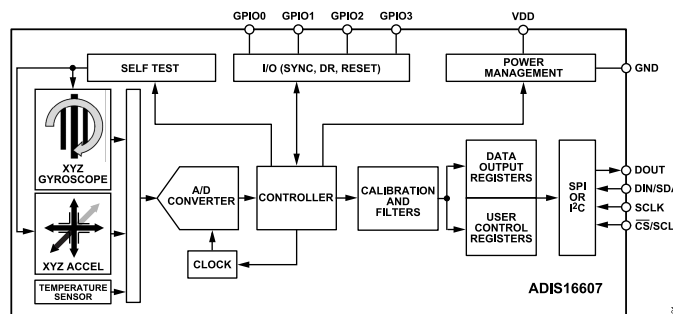 GPIO0 GPIO1 GPIO2 GPIO3 VDD
SELF TEST
I/O (SYNC, DR, RESET)
POWER
MANAGEMENT
GND
XYZ
GYROSCOPE
XYZ ACCEL
TEMPERATURE
SENSOR
A/D
CONVERTER
CLOCK
CONTROLLER
CALIBRATION
AND
FILTERS
DATA
OUTPUT
REGISTERS
USER
CONTROL
REGISTERS
SPI
OR
I²C
DOUT
DIN/SDA
SCLK
C̅S̅/SCL
ADIS16607